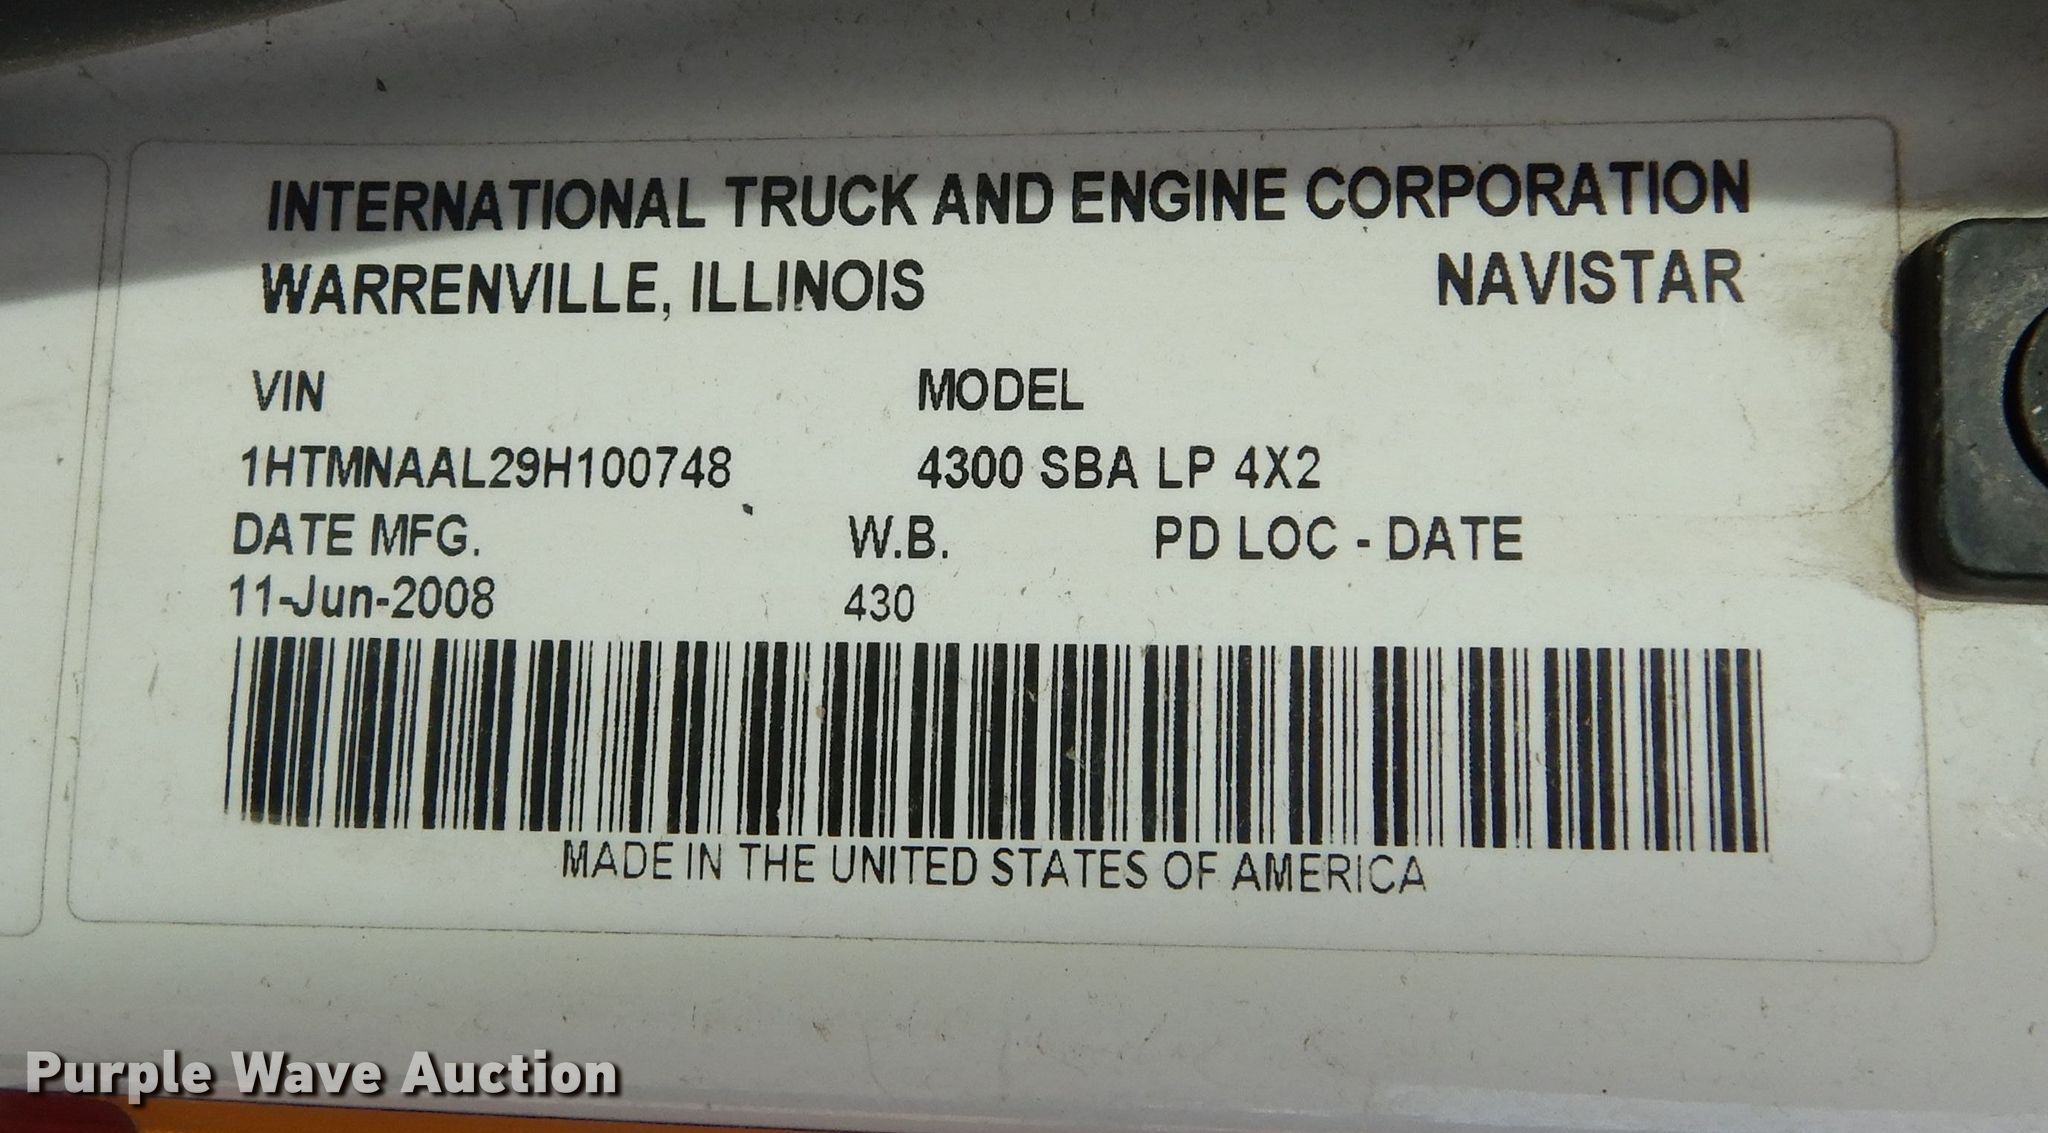 INTERNATIONAL TRUCK AND ENGINE CORPORATION
WARRENVILLE, ILLINOIS NAVISTAR
VIN MODEL
1HTMNAAL29H100748 4300 SBA LP 4X2
DATE MFG. W.B. PD LOC - DATE
11-Jun-2008 430
MADE IN THE UNITED STATES OF AMERICA
Purple Wave Auction